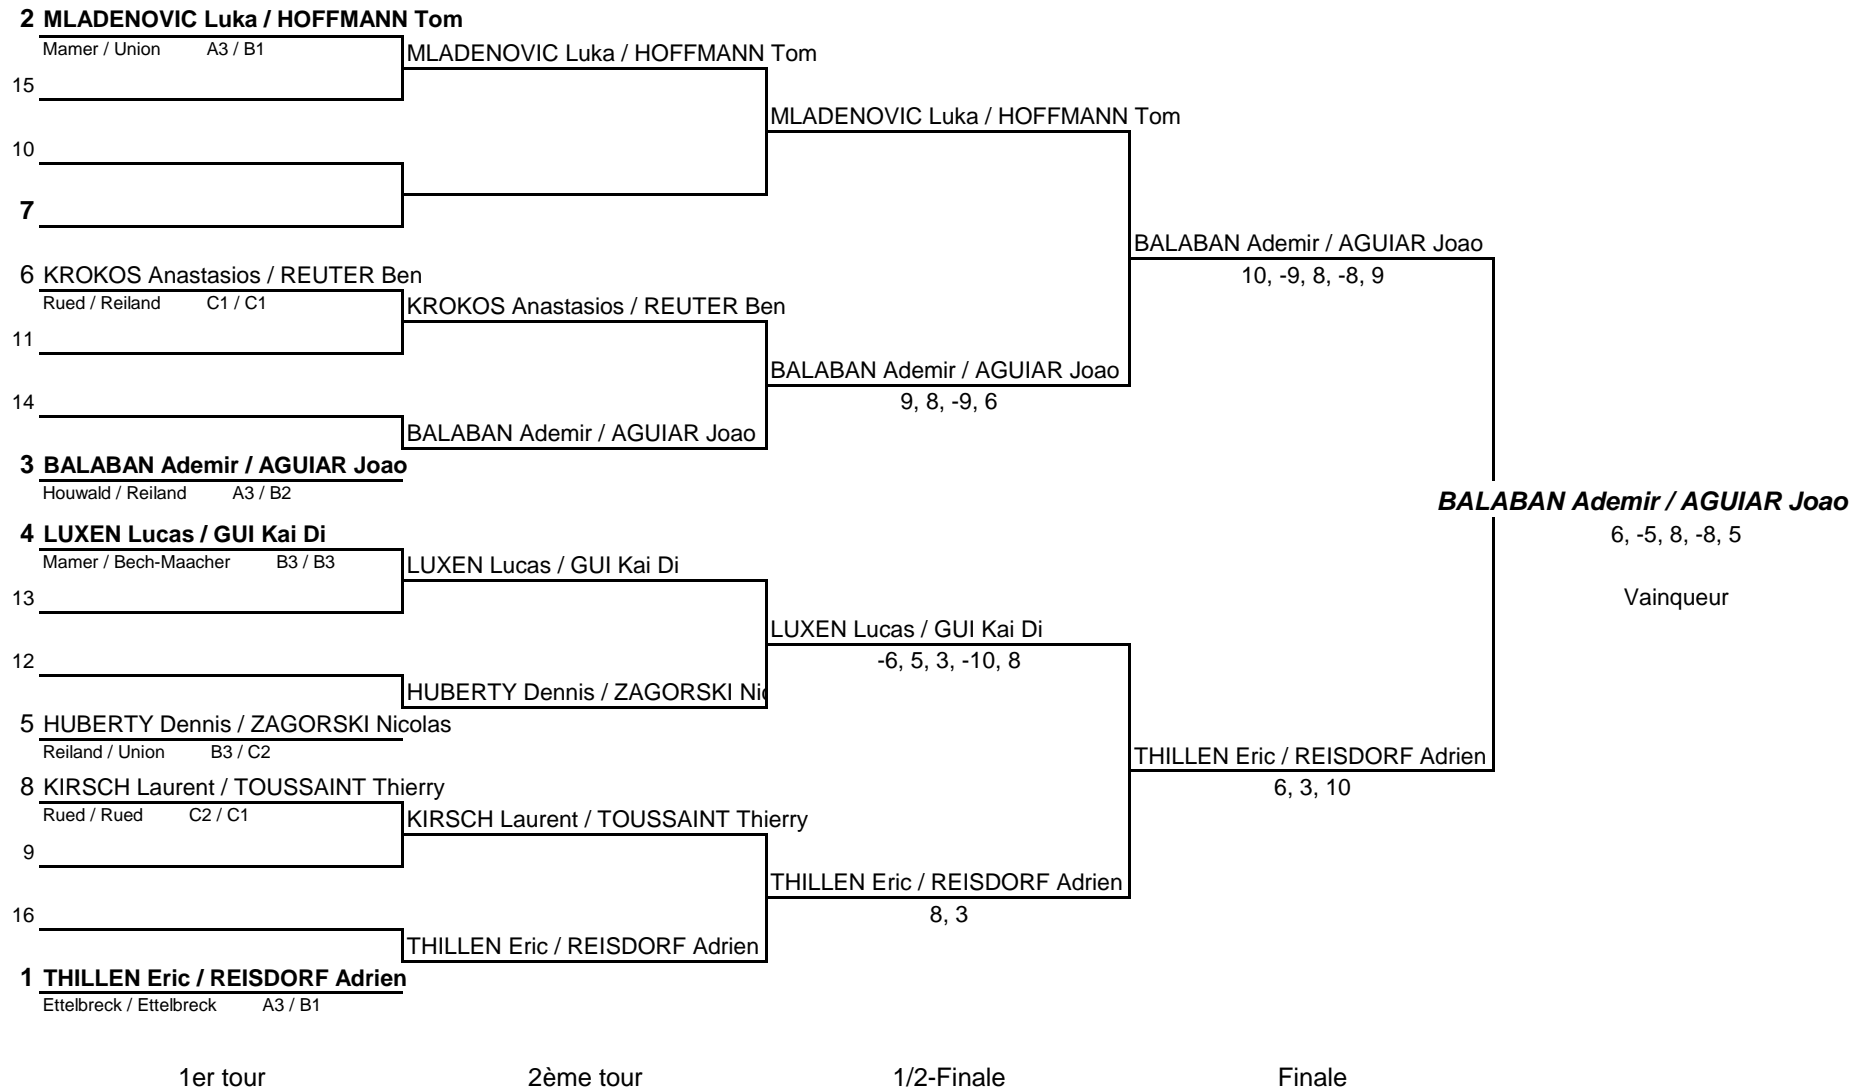 2 MLADENOVIC Luka / HOFFMANN Tom
Mamer / Union A3 / B1
MLADENOVIC Luka / HOFFMANN Tom
15
MLADENOVIC Luka / HOFFMANN Tom
10
7
BALABAN Ademir / AGUIAR Joao
10, -9, 8, -8, 9
6 KROKOS Anastasios / REUTER Ben
Rued / Reiland C1 / C1
KROKOS Anastasios / REUTER Ben
11
BALABAN Ademir / AGUIAR Joao
9, 8, -9, 6
14
BALABAN Ademir / AGUIAR Joao
3 BALABAN Ademir / AGUIAR Joao
Houwald / Reiland A3 / B2
BALABAN Ademir / AGUIAR Joao
6, -5, 8, -8, 5
Vainqueur
4 LUXEN Lucas / GUI Kai Di
Mamer / Bech-Maacher B3 / B3
LUXEN Lucas / GUI Kai Di
13
LUXEN Lucas / GUI Kai Di
-6, 5, 3, -10, 8
12
HUBERTY Dennis / ZAGORSKI Nic
5 HUBERTY Dennis / ZAGORSKI Nicolas
Reiland / Union B3 / C2
THILLEN Eric / REISDORF Adrien
6, 3, 10
8 KIRSCH Laurent / TOUSSAINT Thierry
Rued / Rued C2 / C1
KIRSCH Laurent / TOUSSAINT Thierry
9
THILLEN Eric / REISDORF Adrien
8, 3
16
THILLEN Eric / REISDORF Adrien
1 THILLEN Eric / REISDORF Adrien
Ettelbreck / Ettelbreck A3 / B1
1er tour 2ème tour 1/2-Finale Finale